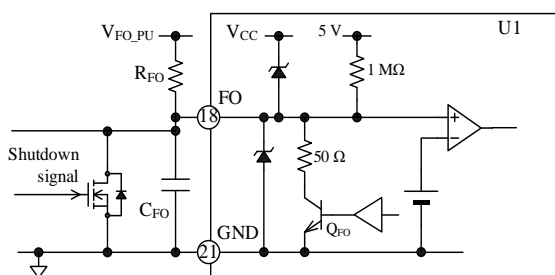 U1
V_FO_PU
V_CC
5 V
R_FO
1 MΩ
FO
18
Shutdown
signal
50 Ω
C_FO
GND
Q_FO
21